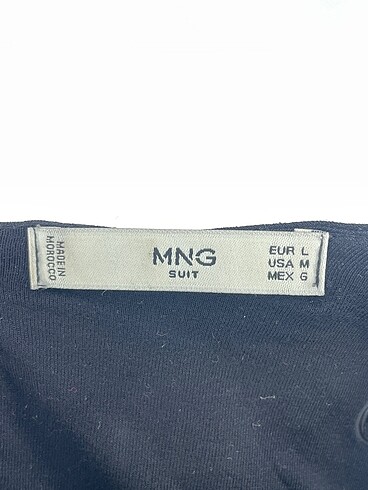 MADE IN
MOROCCO
MNG
SUIT
EUR L
USA M
MEX G